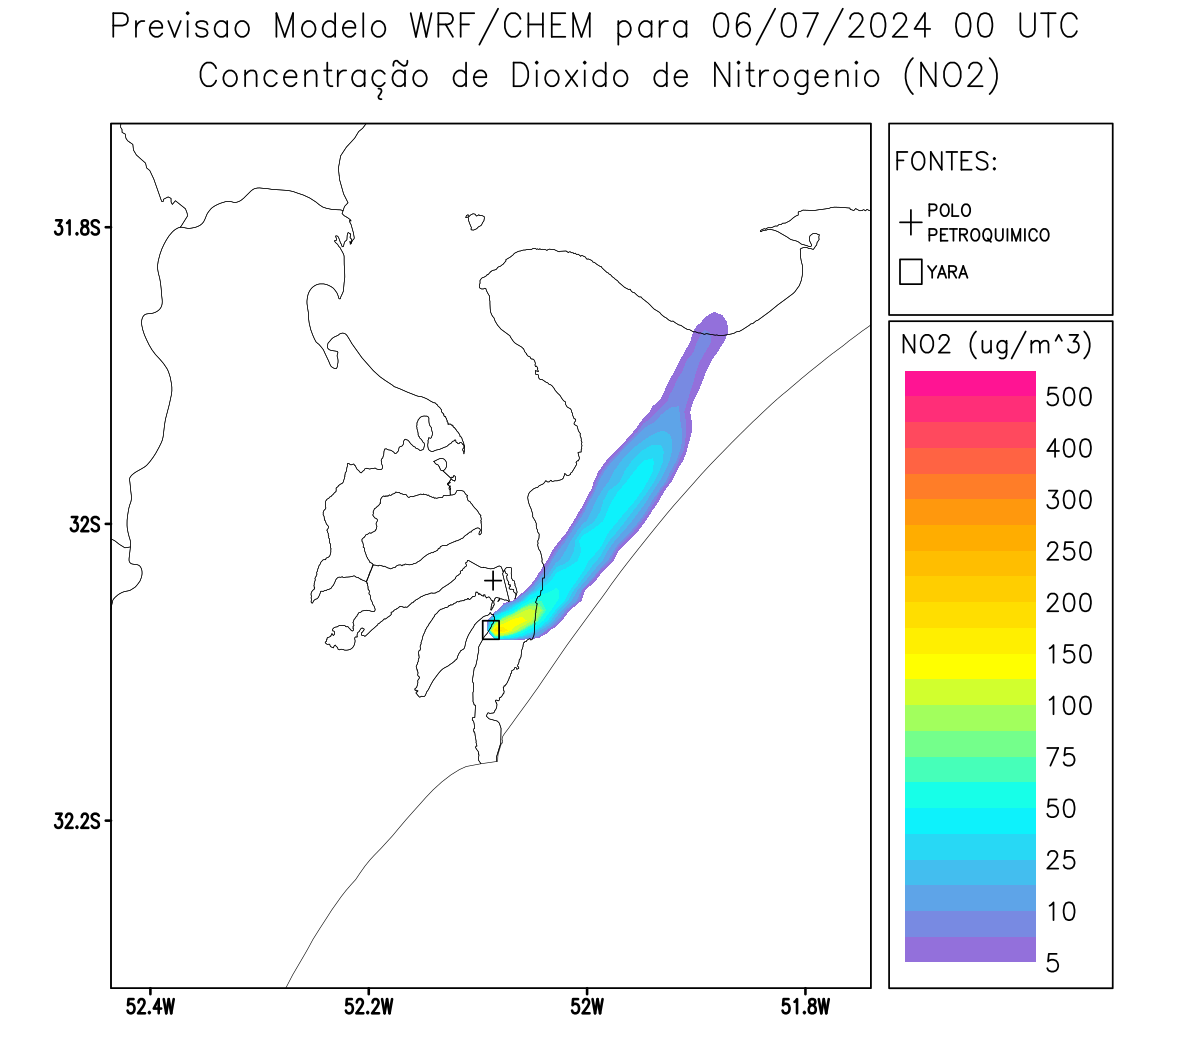 Previsao Modelo WRF/CHEM para 06/07/2024 00 UTC
Concentração de Dioxido de Nitrogenio (NO2)
FONTES:
POLO
PETROQUIMICO
YARA
NO2 (ug/m^3)
500
400
300
250
200
150
100
75
50
25
10
5
31.8S
32S
32.2S
52.4W
52.2W
52W
51.8W